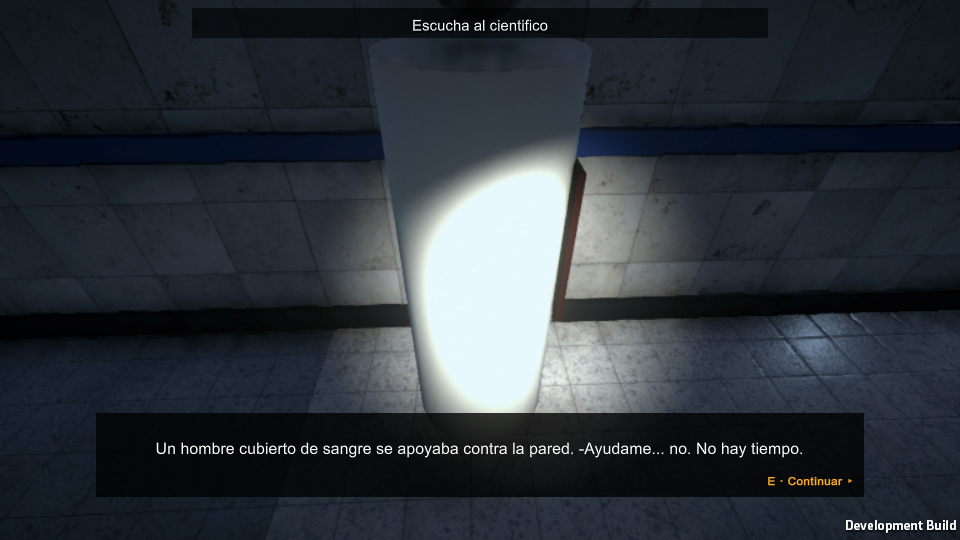 Escucha al cientifico
Un hombre cubierto de sangre se apoyaba contra la pared. -Ayudame... no. No hay tiempo.
E · Continuar ▸
Development Build